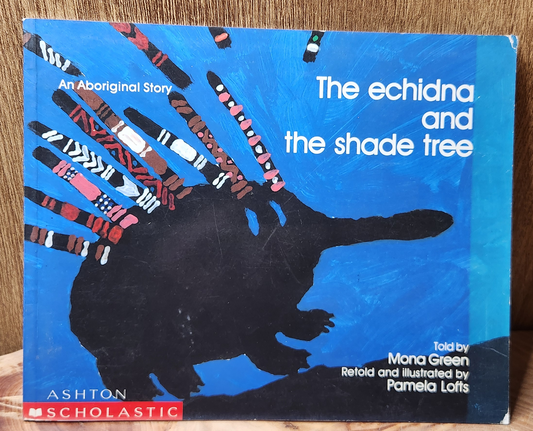 An Aboriginal Story
The echidna
and
the shade tree
Told by
Mona Green
Retold and illustrated by
Pamela Lofts
ASHTON
SCHOLASTIC